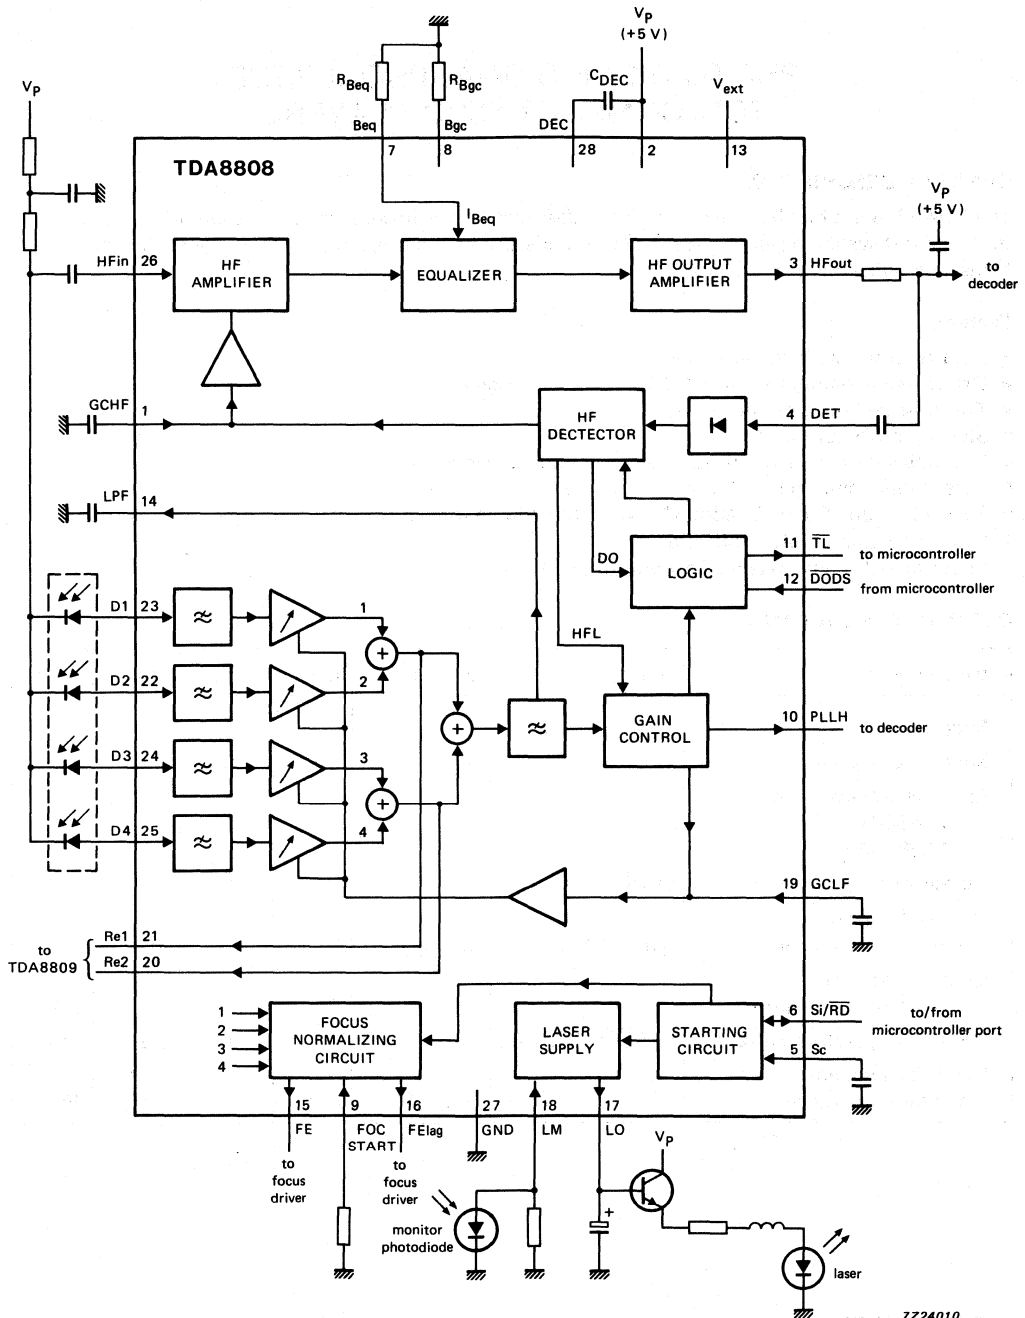 VP
(+5 V)
VP
RBeq
RBgc
CDEC
Vext
Beq
Bgc
DEC
7
8
28
2
13
TDA8808
IBeq
VP
(+5 V)
HFin
26
HF
AMPLIFIER
EQUALIZER
HF OUTPUT
AMPLIFIER
3
HFout
to
decoder
GCHF
1
HF
DECTECTOR
4
DET
LPF
14
DO
LOGIC
11
TL
to microcontroller
12
DODS
from microcontroller
HFL
D1
23
≈
1
+
D2
22
≈
2
+
≈
GAIN
CONTROL
10
PLLH
to decoder
D3
24
≈
3
+
D4
25
≈
4
19
GCLF
to
TDA8809
Re1
21
Re2
20
1
2
3
4
FOCUS
NORMALIZING
CIRCUIT
LASER
SUPPLY
STARTING
CIRCUIT
6
Si/RD
to/from
microcontroller port
5
Sc
15
9
16
27
18
17
FE
FOC
START
FElag
GND
LM
LO
VP
to
focus
driver
to
focus
driver
monitor
photodiode
+
laser
7Z24010